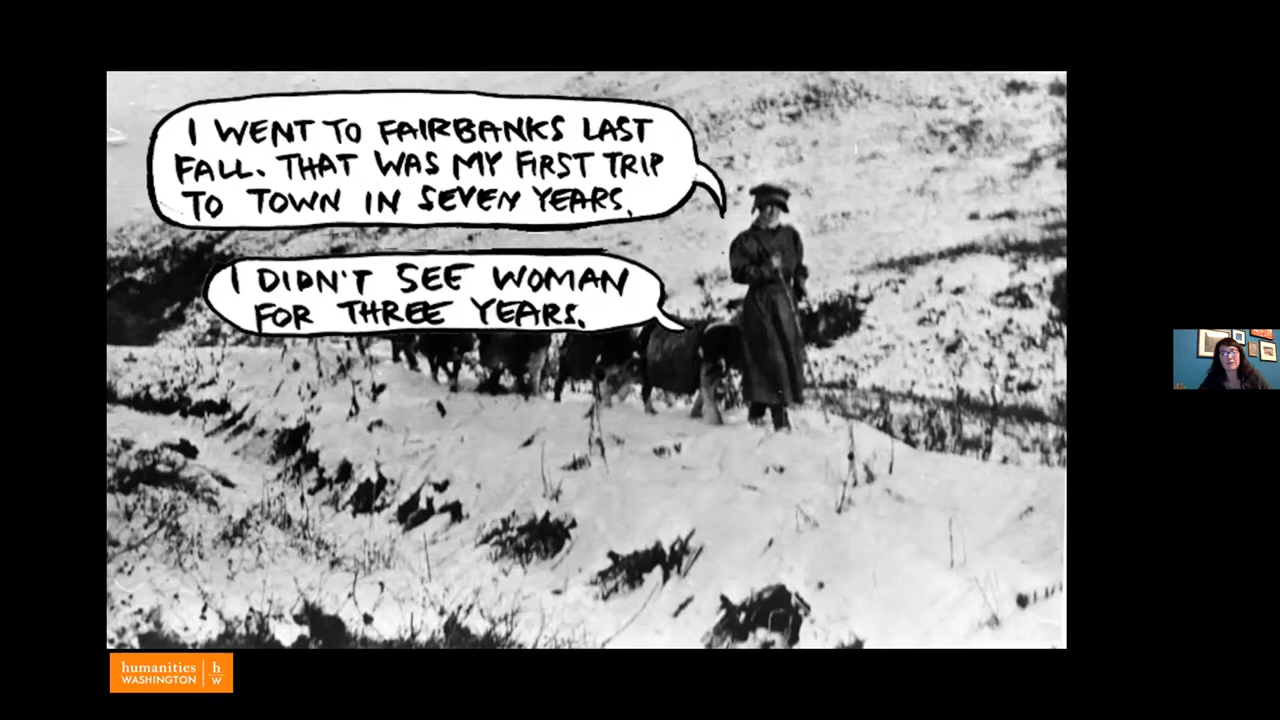 I WENT TO FAIRBANKS LAST
FALL. THAT WAS MY FIRST TRIP
TO TOWN IN SEVEN YEARS.
I DIDN'T SEE WOMAN
FOR THREE YEARS.
humanities
WASHINGTON
h
W